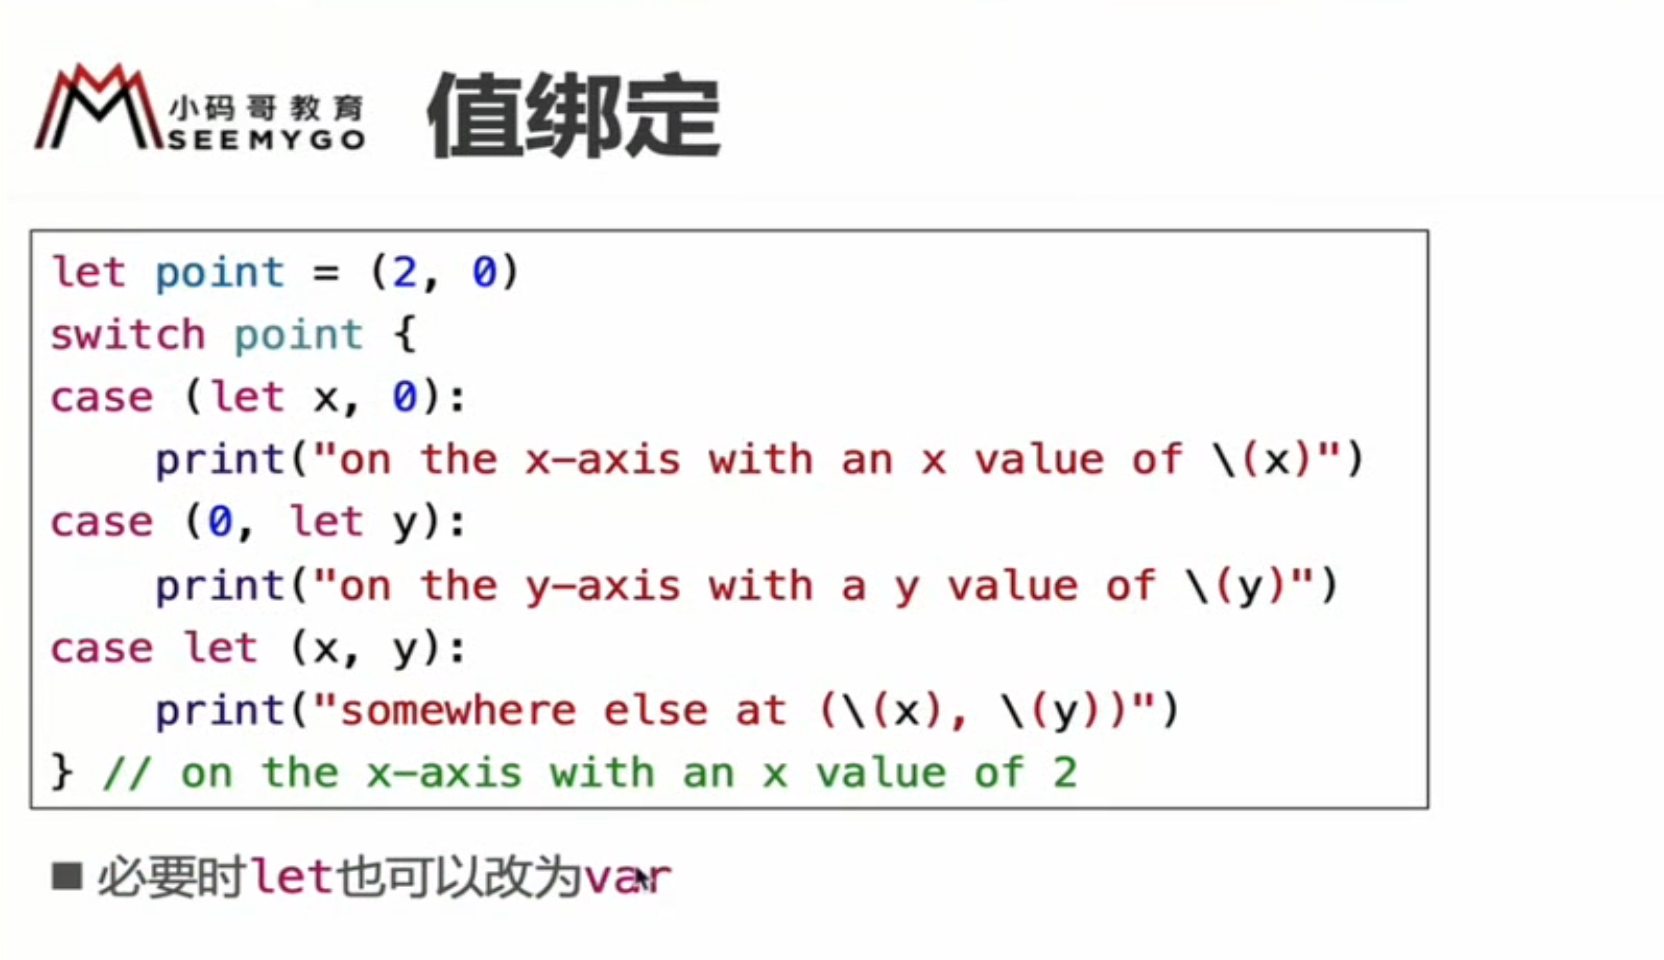 小码哥教育
SEEMYGO
值绑定
let point = (2, 0)
switch point {
case (let x, 0):
    print("on the x-axis with an x value of \(x)")
case (0, let y):
    print("on the y-axis with a y value of \(y)")
case let (x, y):
    print("somewhere else at (\(x), \(y))")
} // on the x-axis with an x value of 2
■ 必要时let也可以改为var